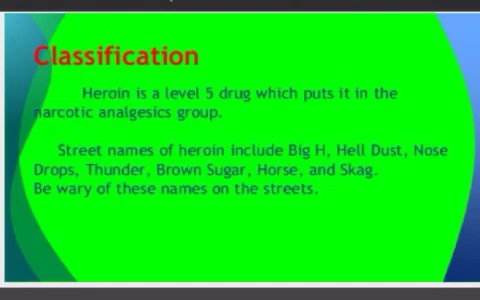 Classification
Heroin is a level 5 drug which puts it in the
narcotic analgesics group.
Street names of heroin include Big H, Hell Dust, Nose
Drops, Thunder, Brown Sugar, Horse, and Skag.
Be wary of these names on the streets.